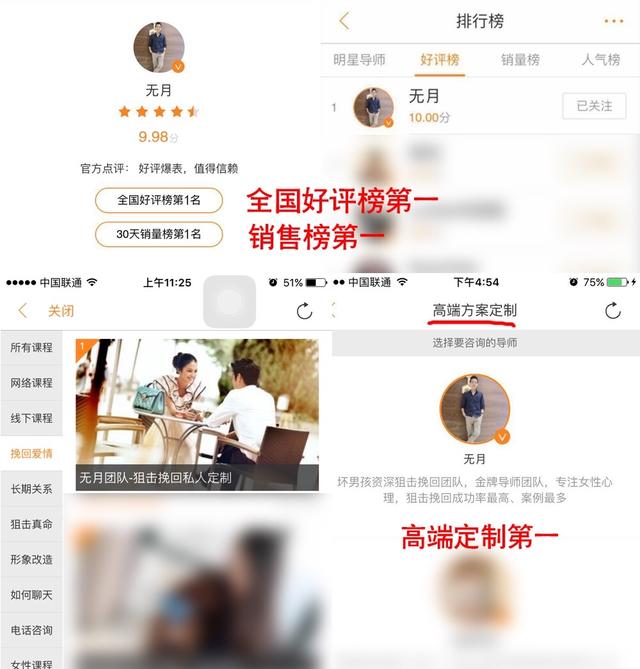 无月
9.98分
官方点评: 好评爆表,值得信赖
全国好评榜第1名
30天销量榜第1名
排行榜
明星导师 好评榜 销量榜 人气榜
1
无月
10.00分
已关注
全国好评榜第一
销售榜第一
中国联通 上午11:25 51%
关闭
所有课程
网络课程
线下课程
挽回爱情
长期关系
狙击真命
形象改造
如何聊天
电话咨询
女性课程
1
无月团队-狙击挽回私人定制
中国联通 下午4:54 75%
高端方案定制
选择要咨询的导师
无月
坏男孩资深狙击挽回团队,金牌导师团队,专注女性心
理,狙击挽回成功率最高、案例最多
高端定制第一